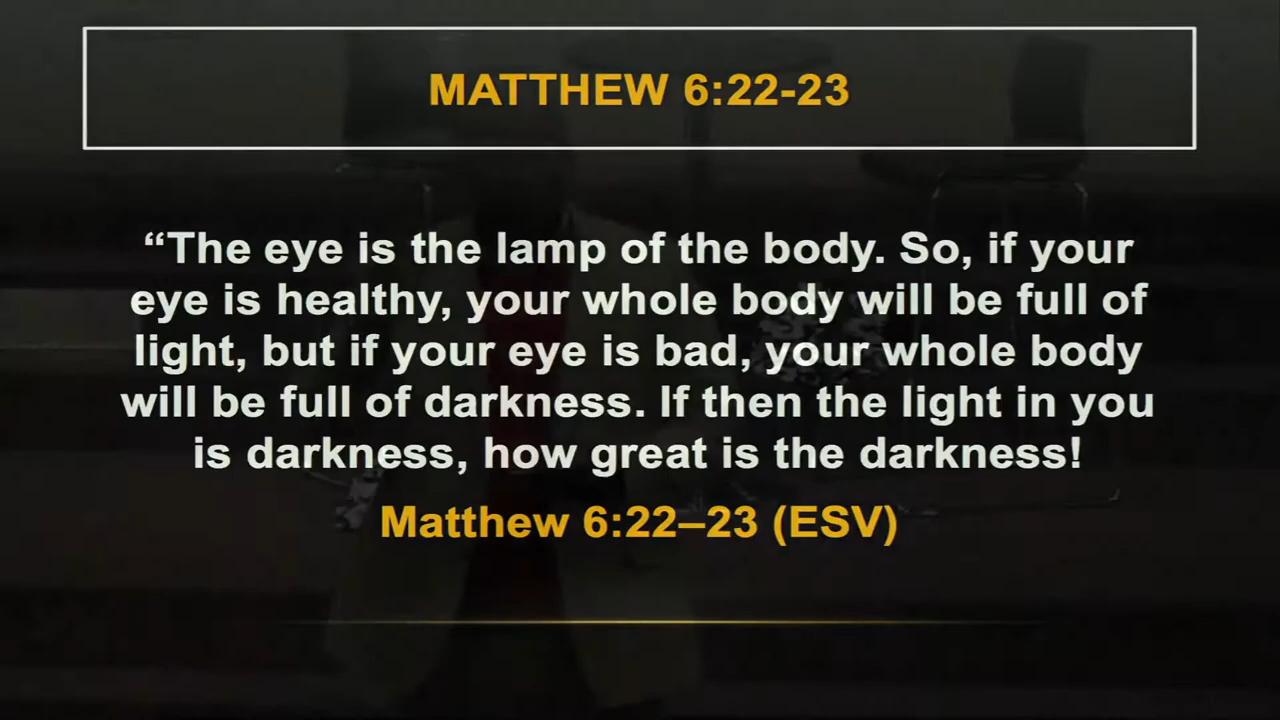 MATTHEW 6:22-23
“The eye is the lamp of the body. So, if your
eye is healthy, your whole body will be full of
light, but if your eye is bad, your whole body
will be full of darkness. If then the light in you
is darkness, how great is the darkness!
Matthew 6:22–23 (ESV)